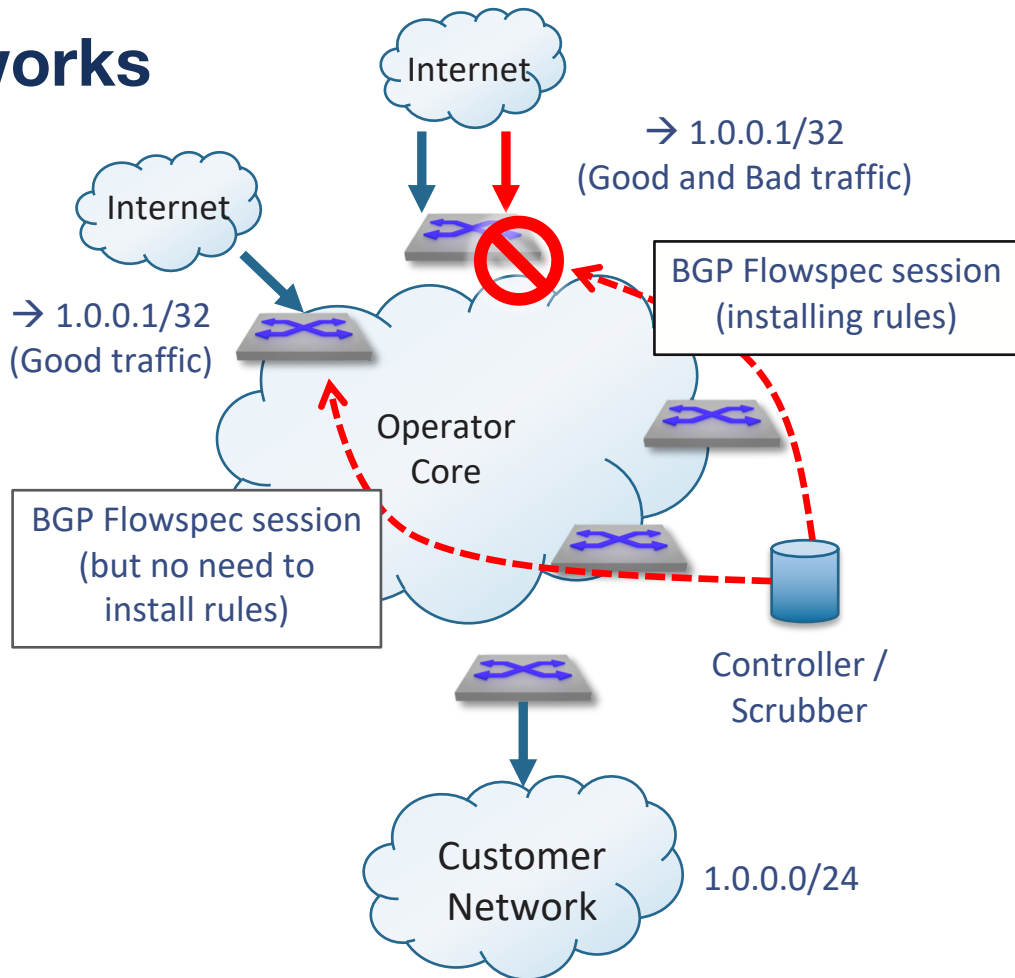 works
Internet
→ 1.0.0.1/32
(Good and Bad traffic)
Internet
BGP Flowspec session
(installing rules)
→ 1.0.0.1/32
(Good traffic)
Operator
Core
BGP Flowspec session
(but no need to
install rules)
Controller /
Scrubber
Customer
Network
1.0.0.0/24